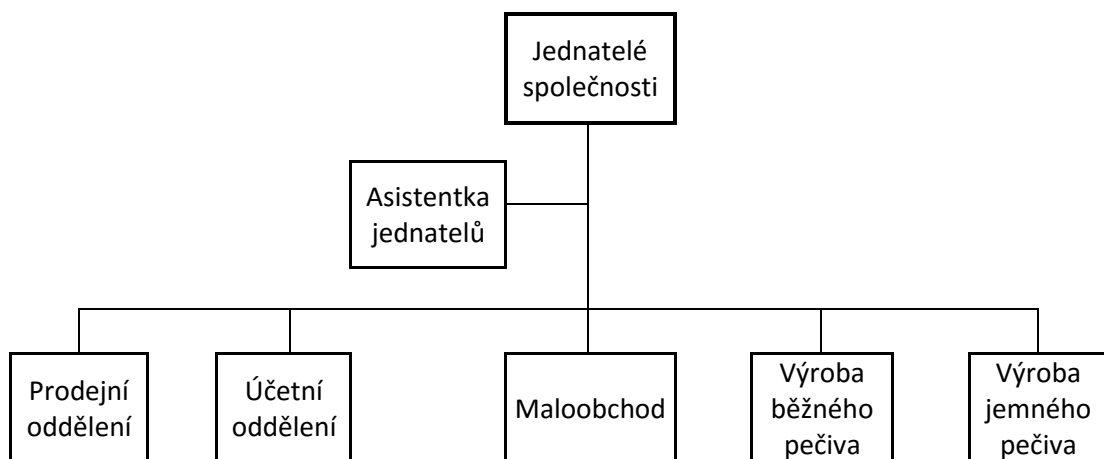 Jednatelé
společnosti
Asistentka
jednatelů
Prodejní
oddělení
Účetní
oddělení
Maloobchod
Výroba
běžného
pečiva
Výroba
jemného
pečiva